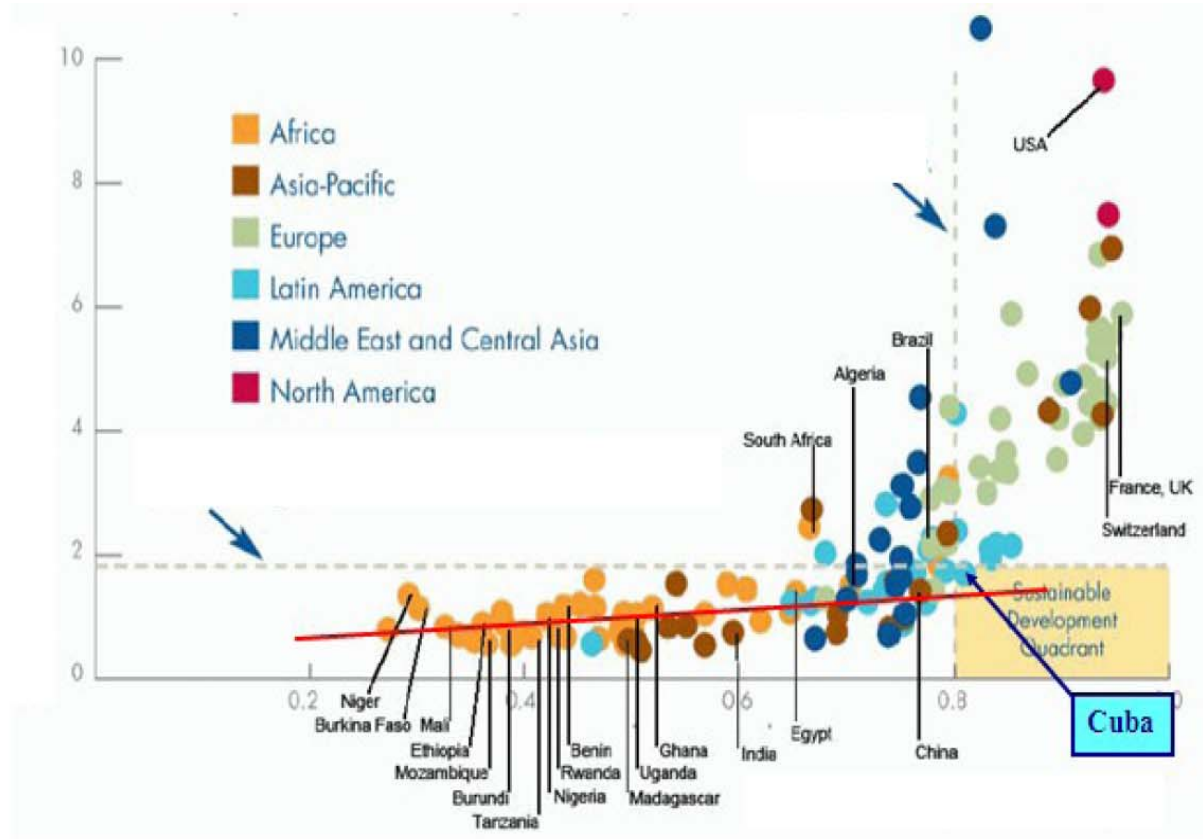 10
8
6
4
2
0
Africa
Asia-Pacific
Europe
Latin America
Middle East and Central Asia
North America
USA
Brazil
Algeria
South Africa
France, UK
Switzerland
Sustainable
Development
Quadrant
0.2
0.4
0.6
0.8
Niger
Burkina Faso
Mali
Ethiopia
Mozambique
Burundi
Tanzania
Benin
Rwanda
Nigeria
Ghana
Uganda
Madagascar
India
Egypt
China
Cuba